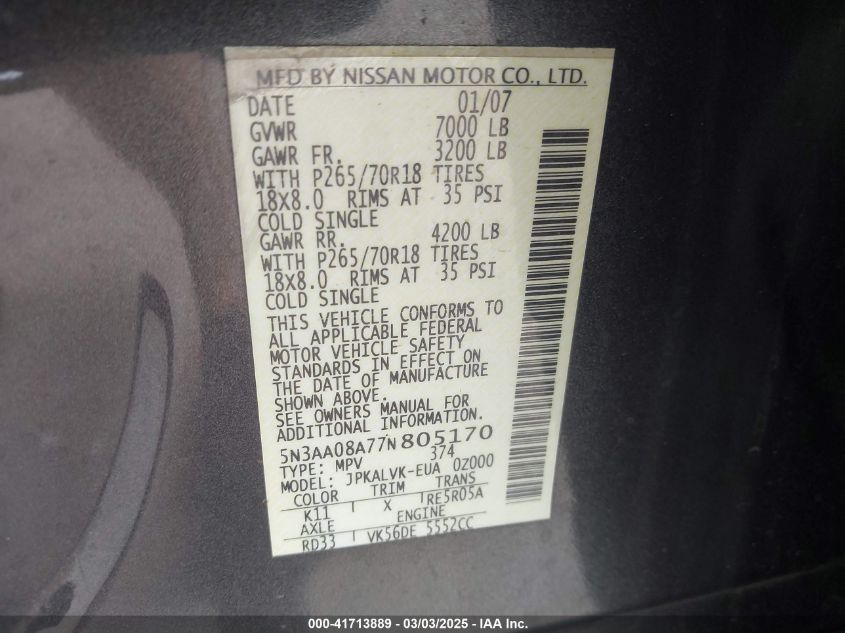 MFD BY NISSAN MOTOR CO., LTD.
DATE 01/07
GVWR 7000 LB
GAWR FR. 3200 LB
WITH P265/70R18 TIRES
18X8.0 RIMS AT 35 PSI
COLD SINGLE
GAWR RR. 4200 LB
WITH P265/70R18 TIRES
18X8.0 RIMS AT 35 PSI
COLD SINGLE
THIS VEHICLE CONFORMS TO
ALL APPLICABLE FEDERAL
MOTOR VEHICLE SAFETY
STANDARDS IN EFFECT ON
THE DATE OF MANUFACTURE
SHOWN ABOVE.
SEE OWNERS MANUAL FOR
ADDITIONAL INFORMATION.
5N3AA08A77N805170
TYPE: MPV 374
MODEL: JPKALVK-EUA 0Z000
COLOR TRIM TRANS
K11 X RE5R05A
AXLE ENGINE
RD33 VK56DE 5552CC
000-41713889 - 03/03/2025 - IAA Inc.